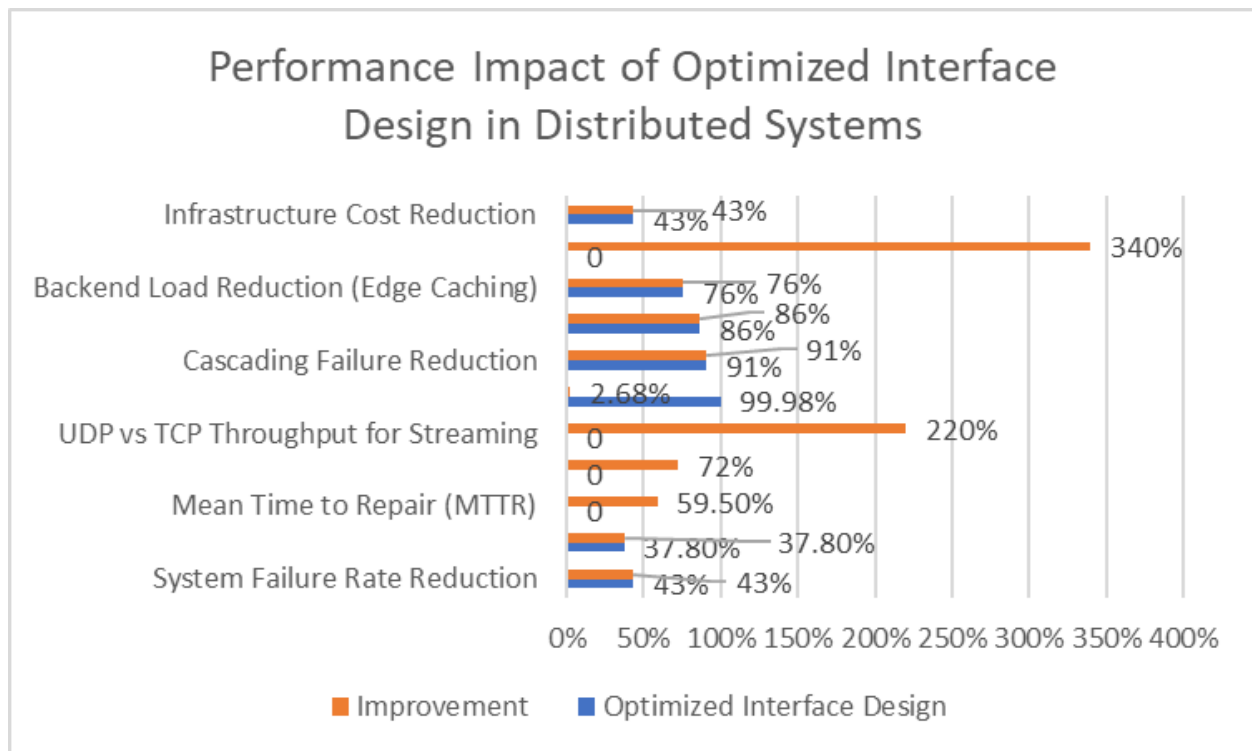 Performance Impact of Optimized Interface
Design in Distributed Systems
Infrastructure Cost Reduction
43%
43%
340%
0
Backend Load Reduction (Edge Caching)
76%
76%
86%
86%
Cascading Failure Reduction
91%
91%
2.68%
99.98%
UDP vs TCP Throughput for Streaming
220%
0
72%
0
Mean Time to Repair (MTTR)
59.50%
0
37.80%
37.80%
System Failure Rate Reduction
43%
43%
0% 50% 100% 150% 200% 250% 300% 350% 400%
Improvement Optimized Interface Design